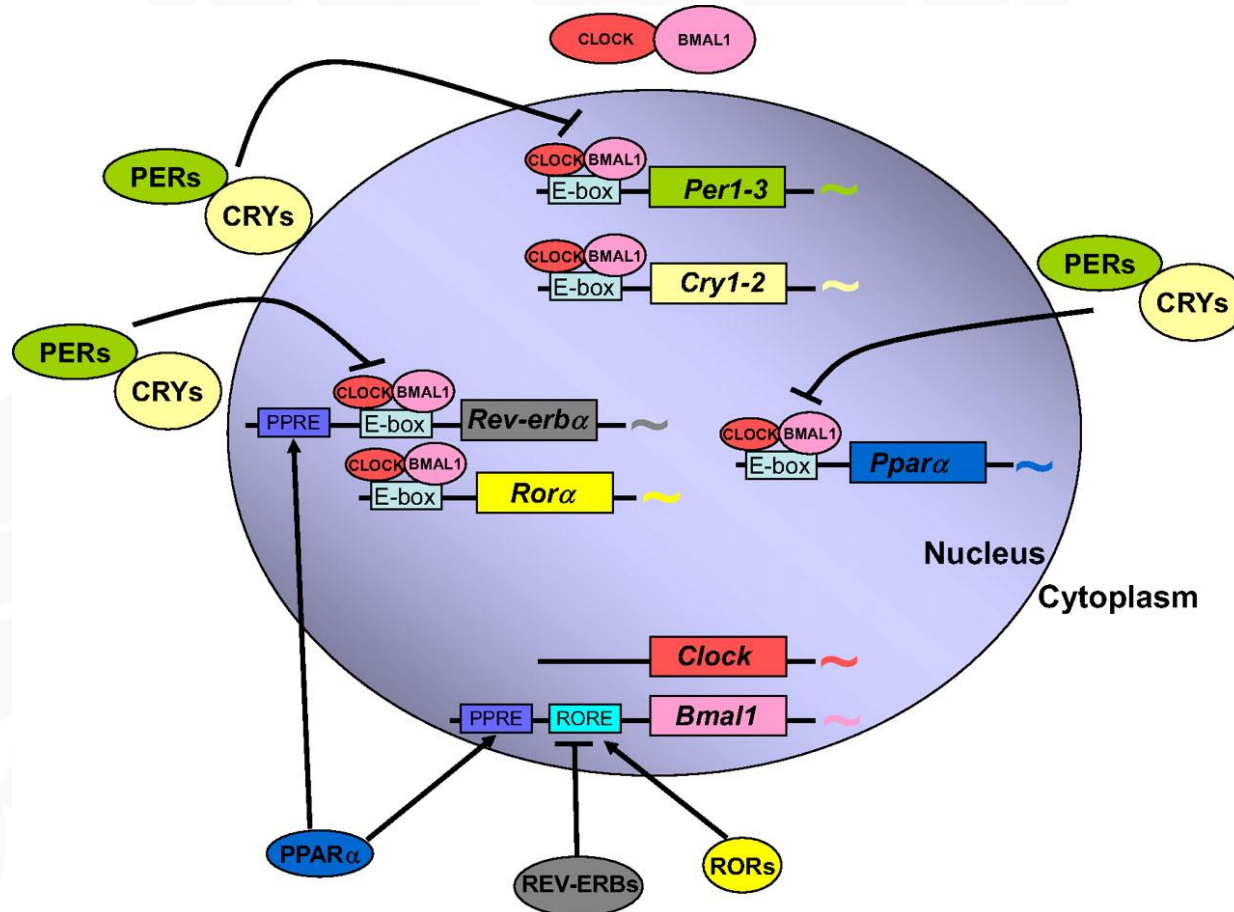 CLOCK BMAL1
PERs
CRYs
CLOCK BMAL1
E-box Per1-3 ~
CLOCK BMAL1
E-box Cry1-2 ~
PERs
CRYs
PERs
CRYs
CLOCK BMAL1
PPRE E-box Rev-erbα ~
CLOCK BMAL1
E-box Rorα ~
CLOCK BMAL1
E-box Pparα ~
Nucleus
Cytoplasm
Clock ~
PPRE RORE Bmal1 ~
PPARα
REV-ERBs
RORs